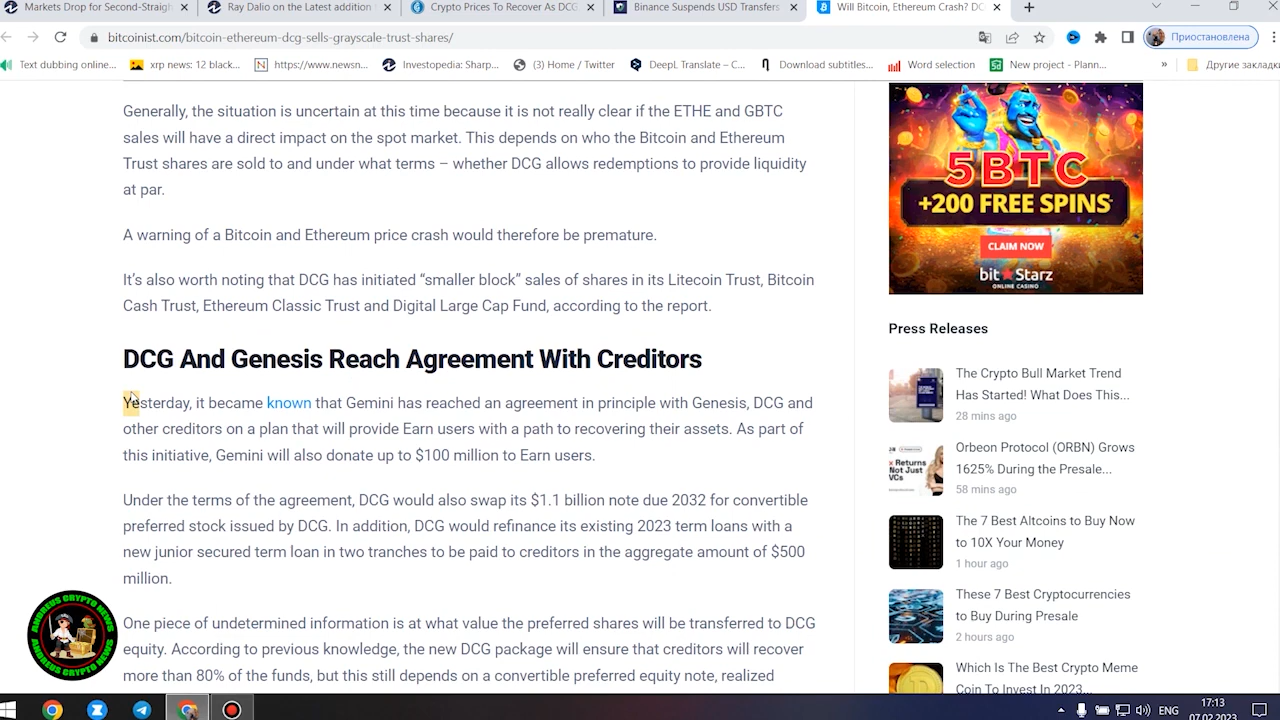 Markets Drop for Second-Straigh
Ray Dalio on the Latest addition
Crypto Prices To Recover As DCG
Binance Suspends USD Transfers
Will Bitcoin, Ethereum Crash? DC
bitcoinist.com/bitcoin-ethereum-dcg-sells-grayscale-trust-shares/
Приостановлена
Text dubbing online...
xrp news: 12 black...
https://www.newsn...
Investopedia: Sharp...
(3) Home / Twitter
DeepL Translate – C...
Download subtitles...
Word selection
New project - Plann...
»
Другие закладки
Generally, the situation is uncertain at this time because it is not really clear if the ETHE and GBTC
sales will have a direct impact on the spot market. This depends on who the Bitcoin and Ethereum
Trust shares are sold to and under what terms – whether DCG allows redemptions to provide liquidity
at par.
A warning of a Bitcoin and Ethereum price crash would therefore be premature.
It's also worth noting that DCG has initiated “smaller block” sales of shares in its Litecoin Trust, Bitcoin
Cash Trust, Ethereum Classic Trust and Digital Large Cap Fund, according to the report.
DCG And Genesis Reach Agreement With Creditors
Yesterday, it became known that Gemini has reached an agreement in principle with Genesis, DCG and
other creditors on a plan that will provide Earn users with a path to recovering their assets. As part of
this initiative, Gemini will also donate up to $100 million to Earn users.
Under the terms of the agreement, DCG would also swap its $1.1 billion note due 2032 for convertible
preferred stock issued by DCG. In addition, DCG would refinance its existing 2023 term loans with a
new junior secured term loan in two tranches to be paid to creditors in the aggregate amount of $500
million.
One piece of undetermined information is at what value the preferred shares will be transferred to DCG
equity. According to previous knowledge, the new DCG package will ensure that creditors will recover
more than 80% of the funds, but this still depends on a convertible preferred equity note, realized
5BTC
+200 FREE SPINS
CLAIM NOW
bitStarz
ONLINE CASINO
Press Releases
The Crypto Bull Market Trend
Has Started! What Does This...
28 mins ago
Returns
Not Just
VCs
Orbeon Protocol (ORBN) Grows
1625% During the Presale...
58 mins ago
The 7 Best Altcoins to Buy Now
to 10X Your Money
1 hour ago
These 7 Best Cryptocurrencies
to Buy During Presale
2 hours ago
Which Is The Best Crypto Meme
Coin To Invest In 2023...
ANDREUS CRYPTO NEWS
ANDREUS CRYPTO NEWS
ENG
17:13
07.02.2023